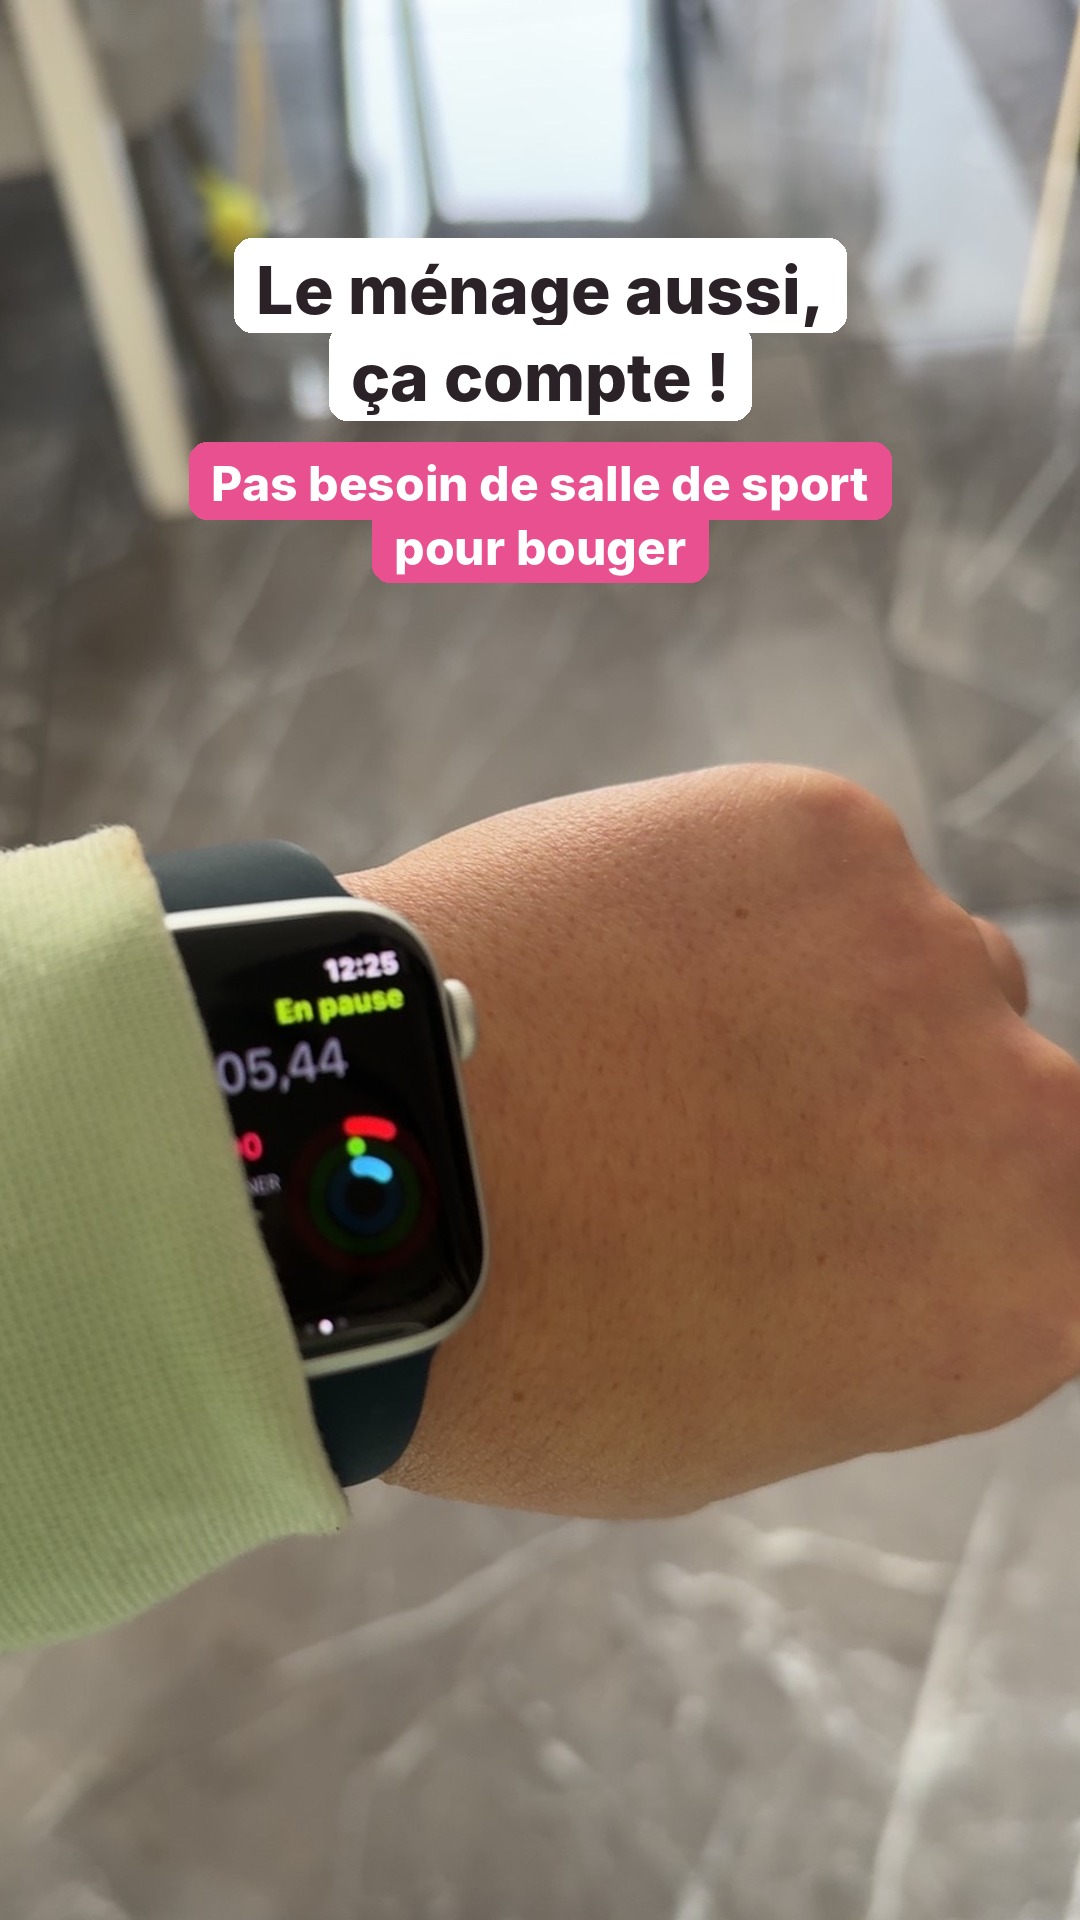 Le ménage aussi,
ça compte !
Pas besoin de salle de sport
pour bouger
12:25
En pause
05,44